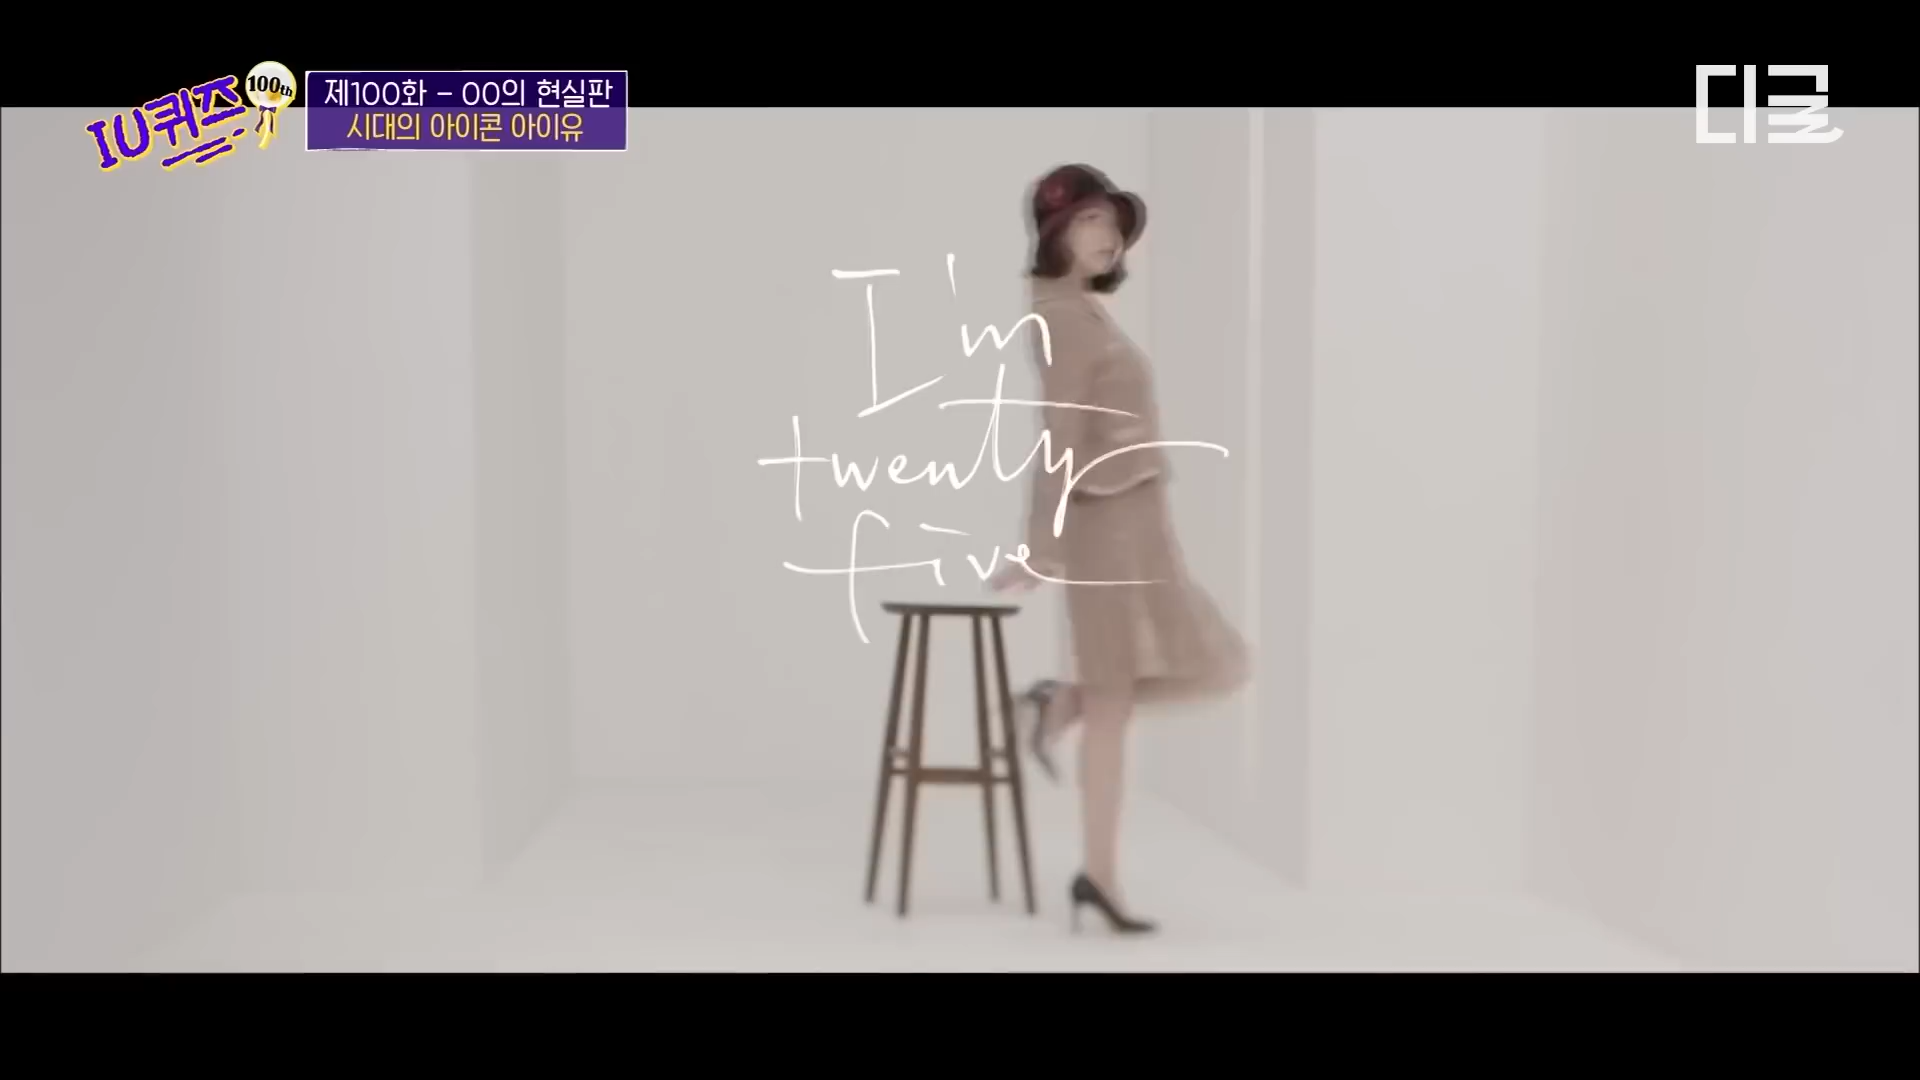 IU퀴즈
100th
제100화 - OO의 현실판
시대의 아이콘 아이유
디글
I'm
twenty
five